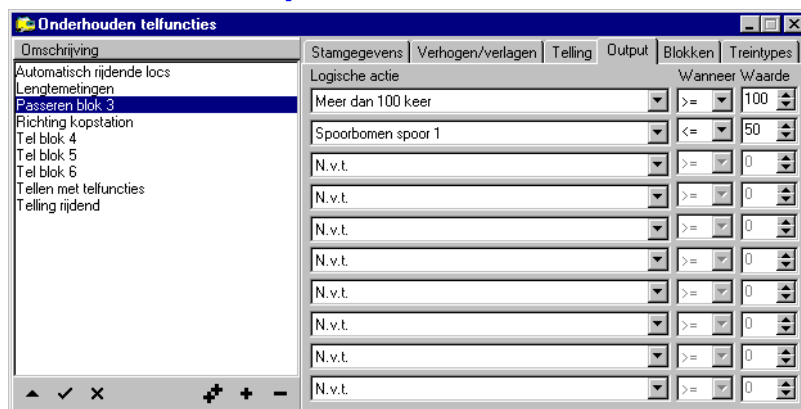 Onderhouden telfuncties
Omschrijving
Stamgegevens Verhogen/verlagen Telling Output Blokken Treintypes
Automatisch rijdende locs
Lengtemetingen
Passeren blok 3
Richting kopstation
Tel blok 4
Tel blok 5
Tel blok 6
Tellen met telfuncties
Telling rijdend
Logische actie Wanneer Waarde
Meer dan 100 keer >= 100
Spoorbomen spoor 1 <= 50
N.v.t. >= 0
N.v.t. >= 0
N.v.t. >= 0
N.v.t. >= 0
N.v.t. >= 0
N.v.t. >= 0
N.v.t. >= 0
N.v.t. >= 0